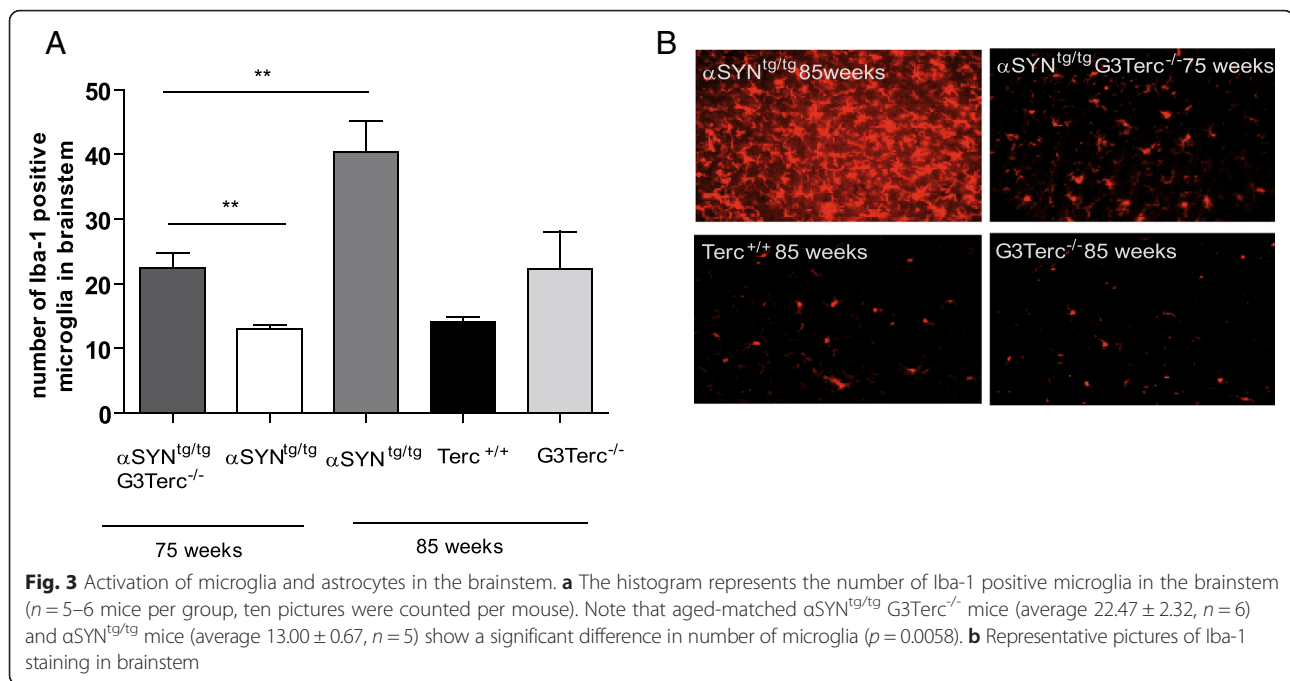 A
B
**
**
number of Iba-1 positive
microglia in brainstem
50
40
30
20
10
0
αSYNtg/tg
G3Terc-/-
αSYNtg/tg
αSYNtg/tg
Terc +/+
G3Terc-/-
75 weeks
85 weeks
αSYNtg/tg 85weeks
αSYNtg/tg G3Terc-/- 75 weeks
Terc+/+ 85 weeks
G3Terc-/- 85 weeks
Fig. 3 Activation of microglia and astrocytes in the brainstem. a The histogram represents the number of Iba-1 positive microglia in the brainstem
(n = 5–6 mice per group, ten pictures were counted per mouse). Note that aged-matched αSYNtg/tg G3Terc-/- mice (average 22.47 ± 2.32, n = 6)
and αSYNtg/tg mice (average 13.00 ± 0.67, n = 5) show a significant difference in number of microglia (p = 0.0058). b Representative pictures of Iba-1
staining in brainstem